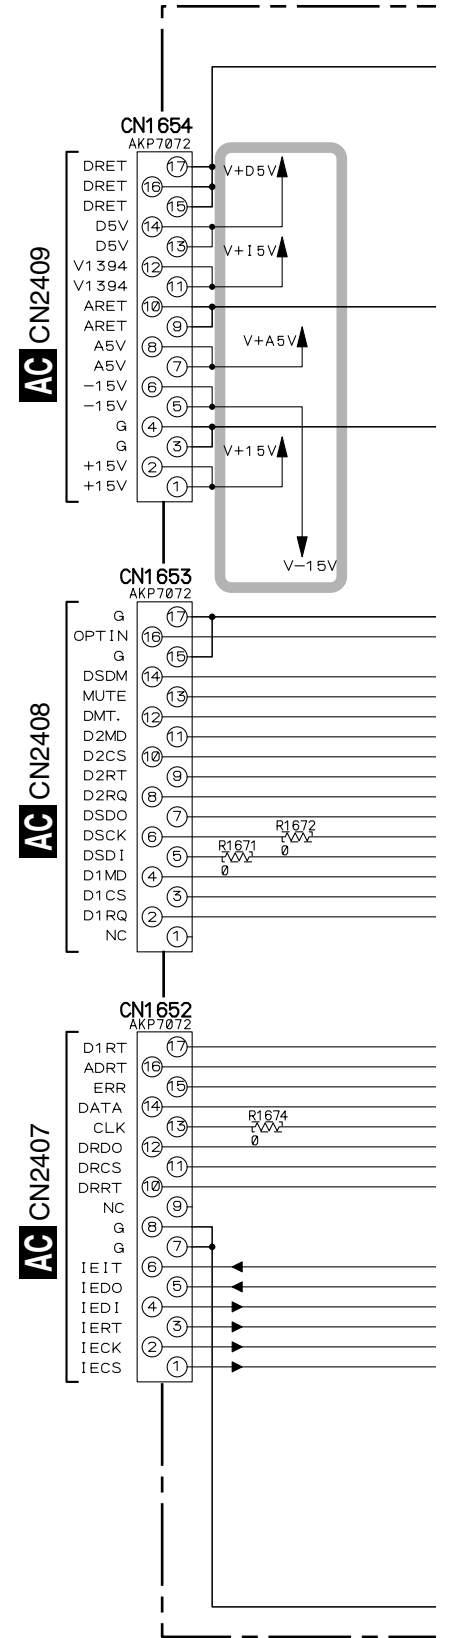 CN1654
AKP7072
AC CN2409
DRET 17
DRET 16
DRET 15
D5V 14
D5V 13
V1394 12
V1394 11
ARET 10
ARET 9
A5V 8
A5V 7
-15V 6
-15V 5
G 4
G 3
+15V 2
+15V 1
V+D5V
V+I5V
V+A5V
V+15V
V-15V
CN1653
AKP7072
AC CN2408
G 17
OPTIN 16
G 15
DSDM 14
MUTE 13
DMT. 12
D2MD 11
D2CS 10
D2RT 9
D2RQ 8
DSDO 7
DSCK 6
DSDI 5
D1MD 4
D1CS 3
D1RQ 2
NC 1
R1672
0
R1671
0
CN1652
AKP7072
AC CN2407
D1RT 17
ADRT 16
ERR 15
DATA 14
CLK 13
DRDO 12
DRCS 11
DRRT 10
NC 9
G 8
G 7
IEIT 6
IEDO 5
IEDI 4
IERT 3
IECK 2
IECS 1
R1674
0